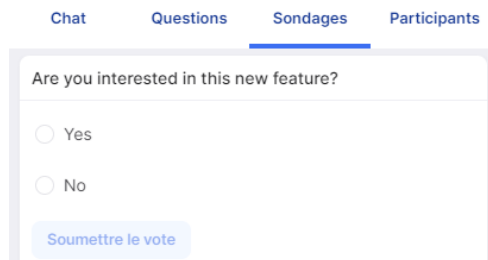 Chat Questions Sondages Participants
Are you interested in this new feature?
Yes
No
Soumettre le vote